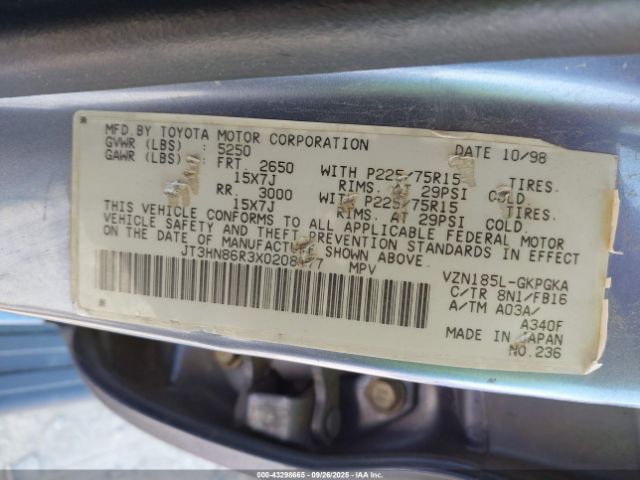 MFD.BY TOYOTA MOTOR CORPORATION DATE 10/98
GVWR (LBS) : 5250
GAWR (LBS) : FRT. 2650 WITH P225/75R15 TIRES.
15X7J RIMS. AT 29PSI COLD.
RR. 3000 WITH P225/75R15 TIRES.
15X7J RIMS. AT 29PSI COLD.
THIS VEHICLE CONFORMS TO ALL APPLICABLE FEDERAL MOTOR
VEHICLE SAFETY AND THEFT PREVENTION STANDARDS IN EFFECT
ON THE DATE OF MANUFACTURE SHOWN ABOVE.
MPV VZN185L-GKPGKA
C/TR 8N1/FB16
A/TM A03A/
A340F
MADE IN JAPAN
NO.236
000-43298665 - 09/26/2025 - IAAI.COM